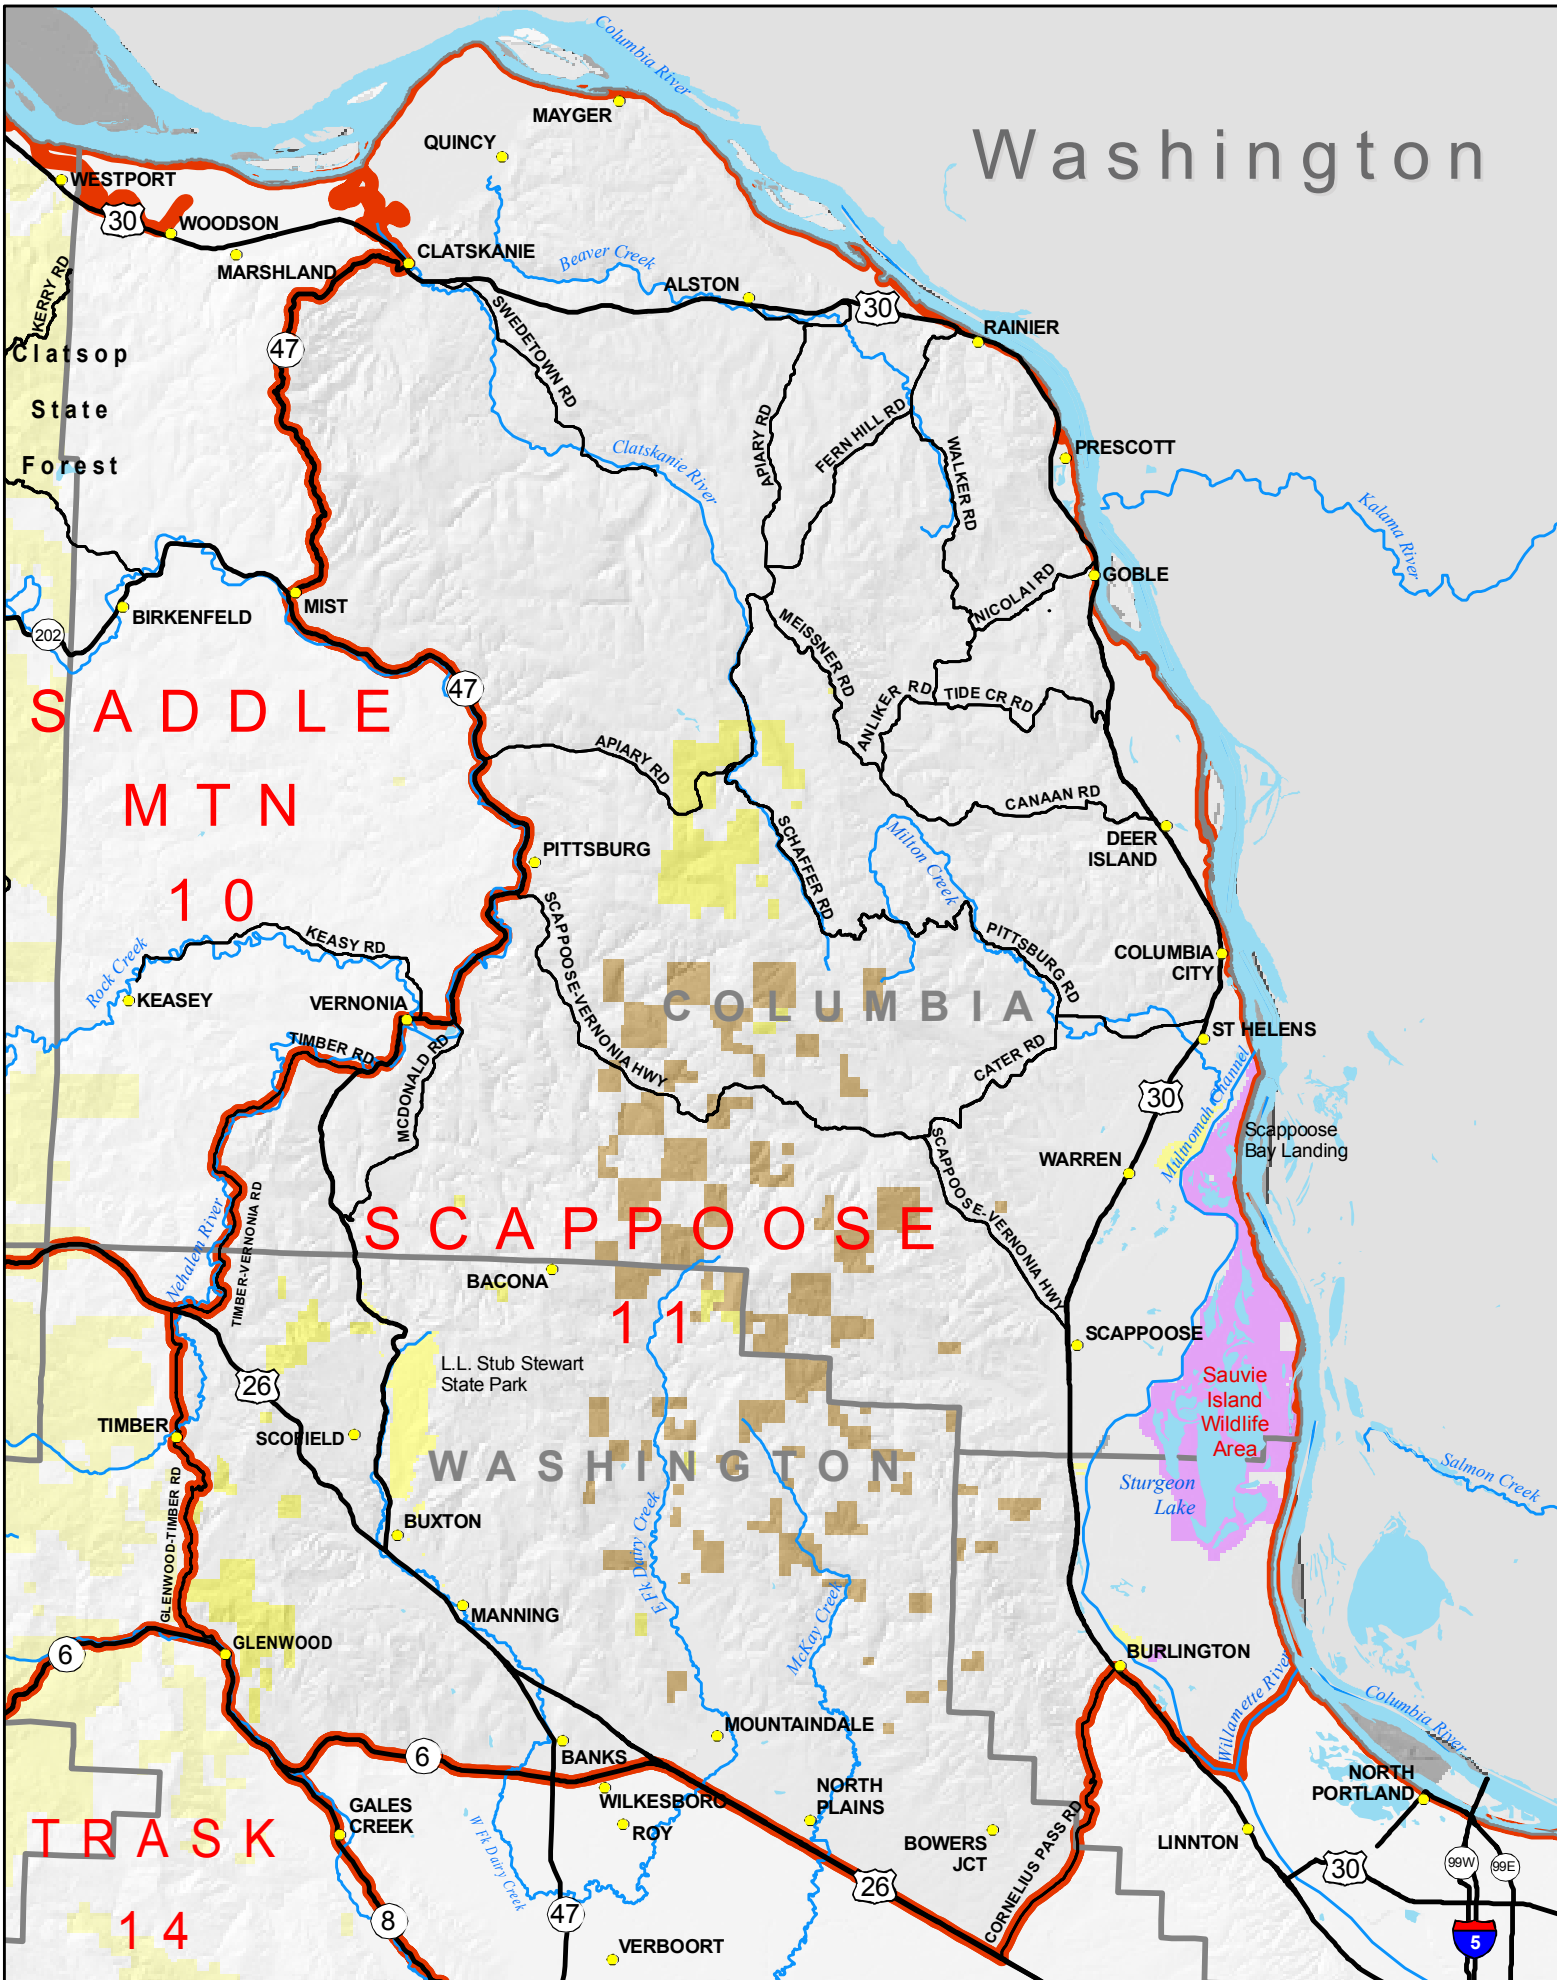 Columbia River
MAYGER
QUINCY
Washington
WESTPORT
30
WOODSON
MARSHLAND
CLATSKANIE
Beaver Creek
ALSTON
30
RAINIER
KERRY RD
SWEDETOWN RD
47
Clatsop
State
Forest
APIARY RD
FERN HILL RD
WALKER RD
Clatskanie River
PRESCOTT
Kalama River
GOBLE
NICOLAI RD
BIRKENFELD
MIST
202
MEISSNER RD
47
ANLIKER RD
TIDE CR RD
SADDLE
MTN
10
APIARY RD
CANAAN RD
SCHAFFER RD
Milton Creek
DEER
ISLAND
PITTSBURG
SCAPPOOSE-VERNONIA HWY
KEASY RD
Rock Creek
KEASEY
VERNONIA
PITTSBURG RD
COLUMBIA
CITY
COLUMBIA
ST HELENS
TIMBER RD
MCDONALD RD
CATER RD
30
Multnomah Channel
Scappoose
Bay Landing
WARREN
SCAPPOOSE-VERNONIA HWY
Nehalem River
TIMBER-VERNONIA RD
SCAPPOOSE
11
BACONA
SCAPPOOSE
L.L. Stub Stewart
State Park
26
Sauvie
Island
Wildlife
Area
TIMBER
SCOFIELD
WASHINGTON
Sturgeon
Lake
Salmon Creek
GLENWOOD-TIMBER RD
BUXTON
E Fk Dairy Creek
McKay Creek
MANNING
6
GLENWOOD
BURLINGTON
Willamette River
Columbia River
MOUNTAINDALE
6
BANKS
WILKESBORO
NORTH
PLAINS
NORTH
PORTLAND
GALES
CREEK
ROY
W Fk Dairy Creek
BOWERS
JCT
CORNELIUS PASS RD
LINNTON
TRASK
14
8
47
26
30
99W
99E
5
VERBOORT